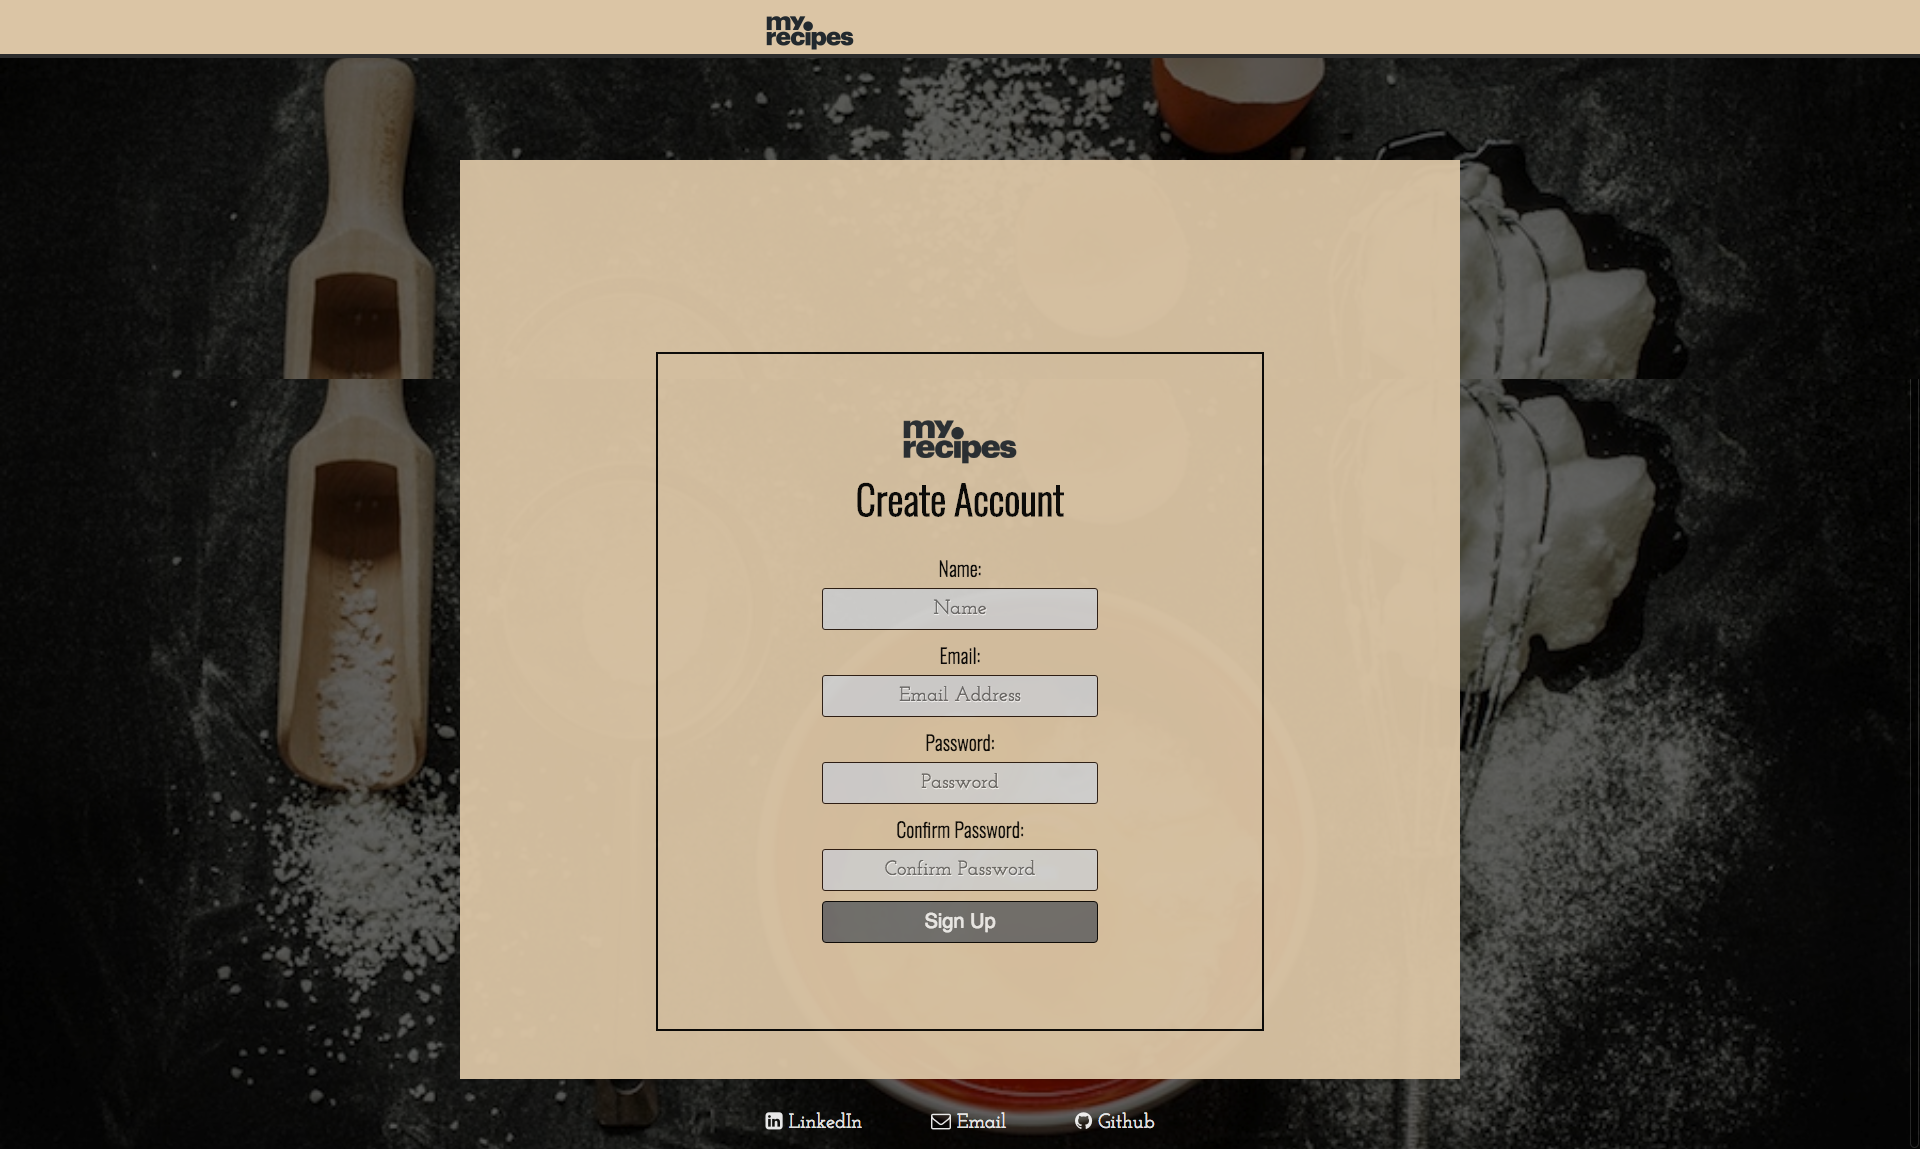 my.
recipes
my.
recipes
Create Account
Name:
Name
Email:
Email Address
Password:
Password
Confirm Password:
Confirm Password
Sign Up
LinkedIn Email Github